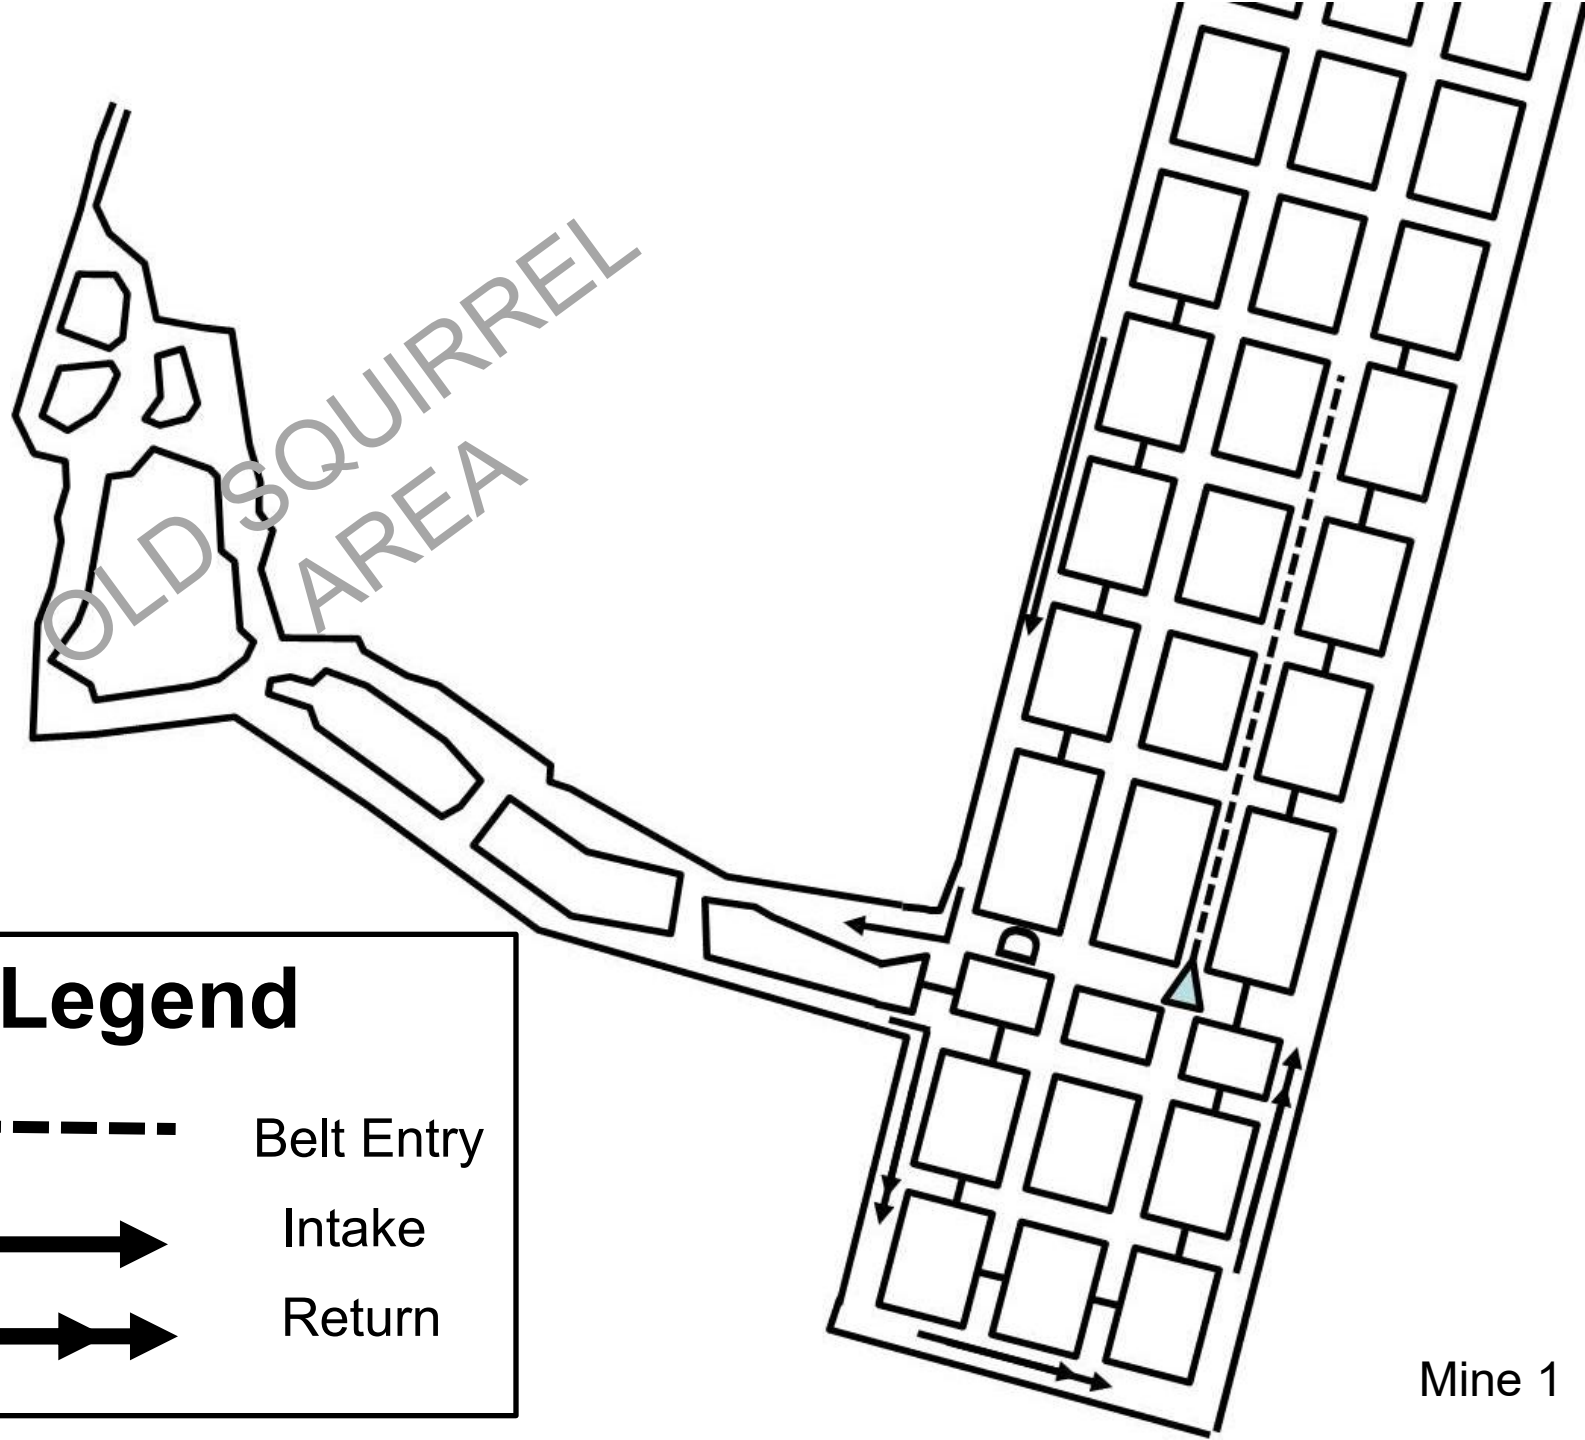 OLD SQUIRREL
AREA
D
Legend
Belt Entry
Intake
Return
Mine 1